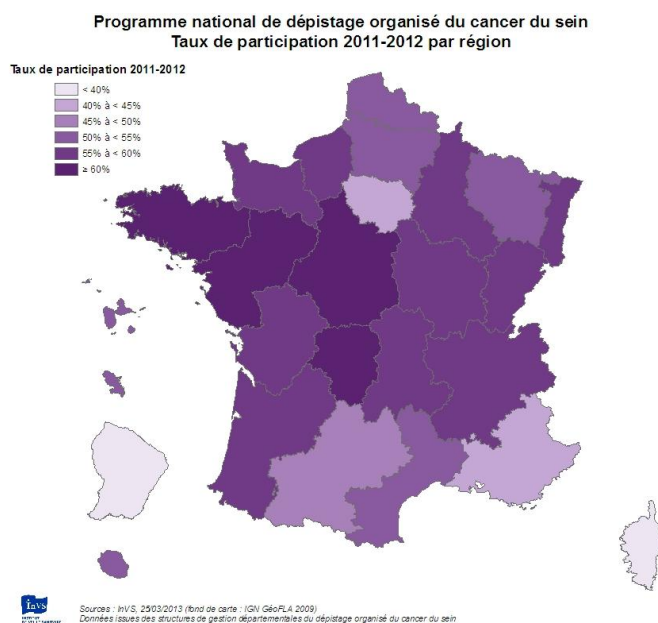 Programme national de dépistage organisé du cancer du sein
Taux de participation 2011-2012 par région
Taux de participation 2011-2012
< 40%
40% à < 45%
45% à < 50%
50% à < 55%
55% à < 60%
≥ 60%
InVS
Sources : InVS, 25/03/2013 (fond de carte : IGN GéoFLA 2009)
Données issues des structures de gestion départementales du dépistage organisé du cancer du sein